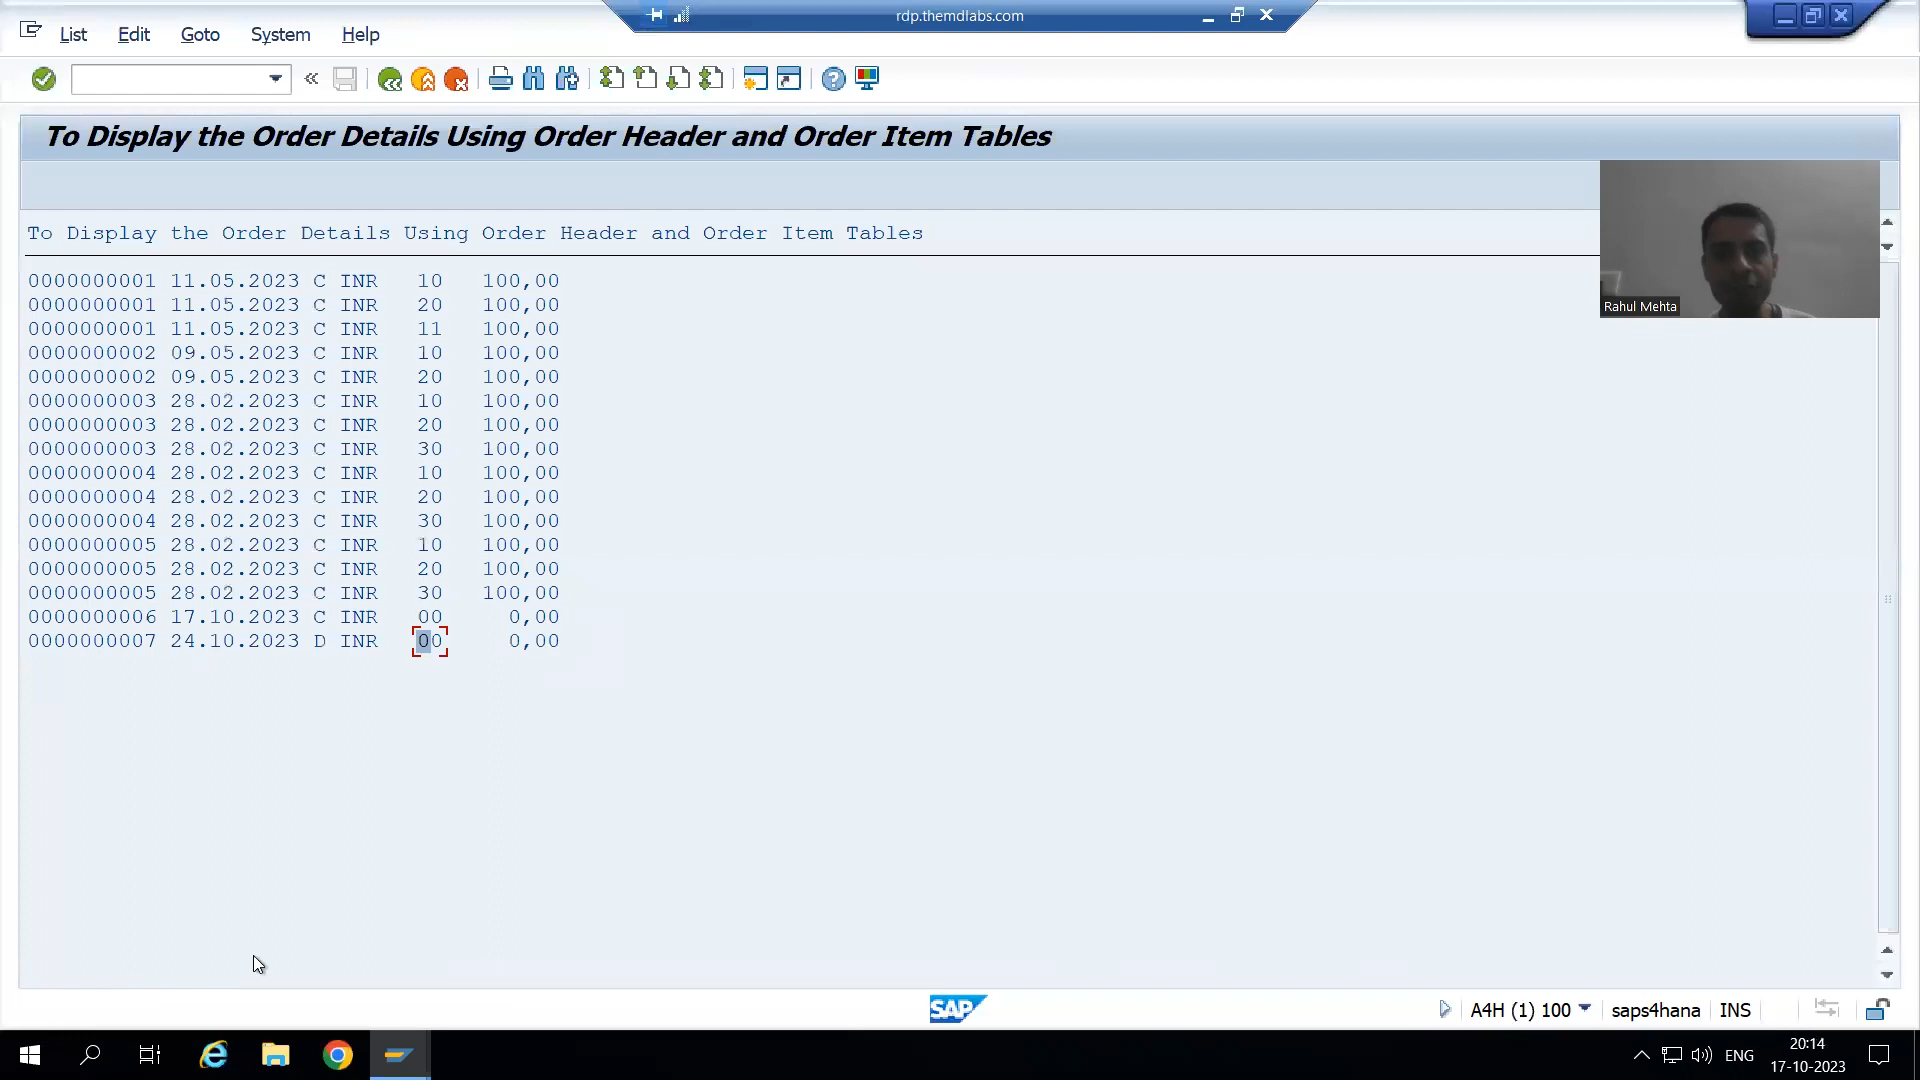 rdp.themdlabs.com
List Edit Goto System Help
To Display the Order Details Using Order Header and Order Item Tables
To Display the Order Details Using Order Header and Order Item Tables
0000000001 11.05.2023 C INR 10 100,00
0000000001 11.05.2023 C INR 20 100,00
0000000001 11.05.2023 C INR 11 100,00
0000000002 09.05.2023 C INR 10 100,00
0000000002 09.05.2023 C INR 20 100,00
0000000003 28.02.2023 C INR 10 100,00
0000000003 28.02.2023 C INR 20 100,00
0000000003 28.02.2023 C INR 30 100,00
0000000004 28.02.2023 C INR 10 100,00
0000000004 28.02.2023 C INR 20 100,00
0000000004 28.02.2023 C INR 30 100,00
0000000005 28.02.2023 C INR 10 100,00
0000000005 28.02.2023 C INR 20 100,00
0000000005 28.02.2023 C INR 30 100,00
0000000006 17.10.2023 C INR 00 0,00
0000000007 24.10.2023 D INR 00 0,00
Rahul Mehta
SAP
A4H (1) 100 saps4hana INS
ENG
20:14
17-10-2023